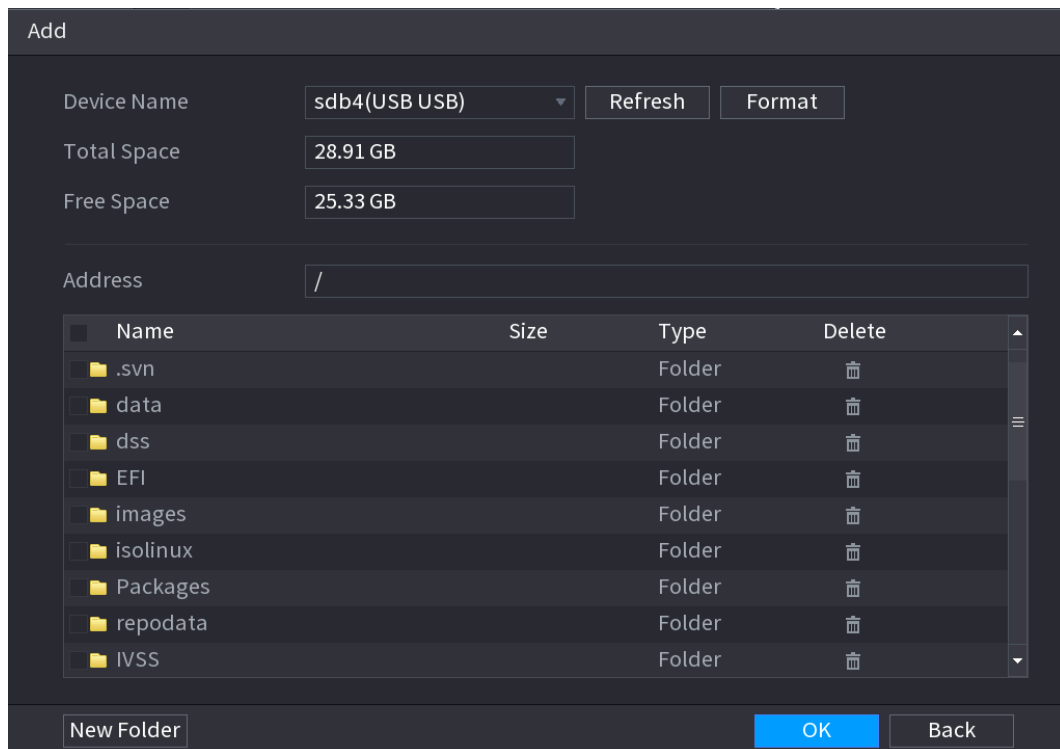 Add
Device Name sdb4(USB USB) Refresh Format
Total Space 28.91 GB
Free Space 25.33 GB
Address /
Name Size Type Delete
.svn Folder
data Folder
dss Folder
EFI Folder
images Folder
isolinux Folder
Packages Folder
repodata Folder
IVSS Folder
New Folder OK Back